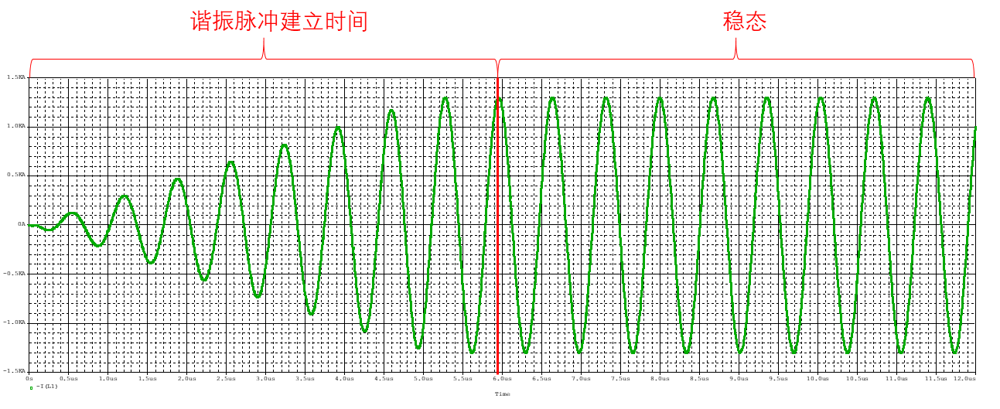 谐振脉冲建立时间 稳态
1.5KA
1.0KA
0.5KA
0A
-0.5KA
-1.0KA
-1.5KA
0s 0.5us 1.0us 1.5us 2.0us 2.5us 3.0us 3.5us 4.0us 4.5us 5.0us 5.5us 6.0us 6.5us 7.0us 7.5us 8.0us 8.5us 9.0us 9.5us 10.0us 10.5us 11.0us 11.5us 12.0us
-I(L1)
Time